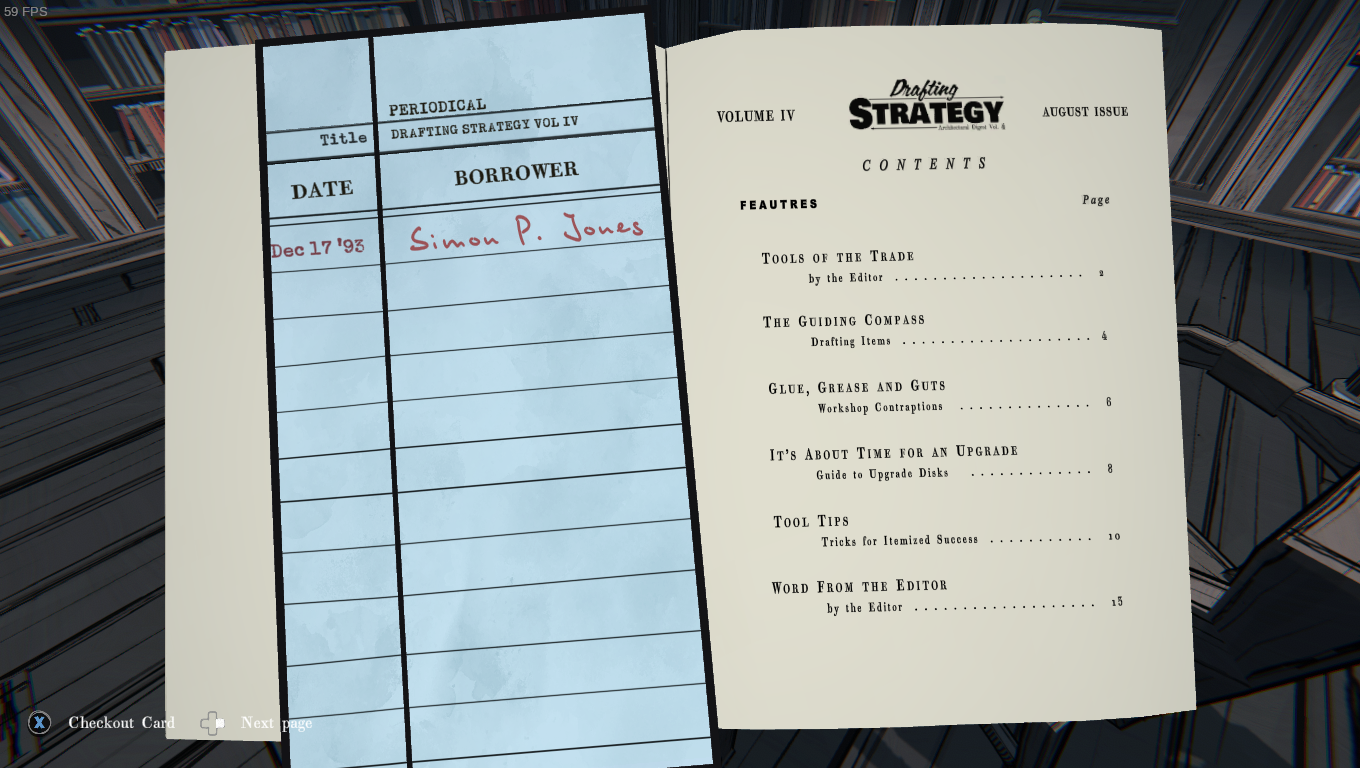 59 FPS
PERIODICAL
Title DRAFTING STRATEGY VOL IV
DATE BORROWER
Dec 17 '93 Simon P. Jones
VOLUME IV Drafting STRATEGY AUGUST ISSUE
Architectural Digest Vol. 4
CONTENTS
FEAUTRES Page
TOOLS OF THE TRADE
by the Editor . . . . . . . . . . . . . . . . . . . . 2
THE GUIDING COMPASS
Drafting Items . . . . . . . . . . . . . . . . . . . . 4
GLUE, GREASE AND GUTS
Workshop Contraptions . . . . . . . . . . . . . . 6
IT'S ABOUT TIME FOR AN UPGRADE
Guide to Upgrade Disks . . . . . . . . . . . . . 8
TOOL TIPS
Tricks for Itemized Success . . . . . . . . . . . 10
WORD FROM THE EDITOR
by the Editor . . . . . . . . . . . . . . . . . . . 15
X Checkout Card Next page